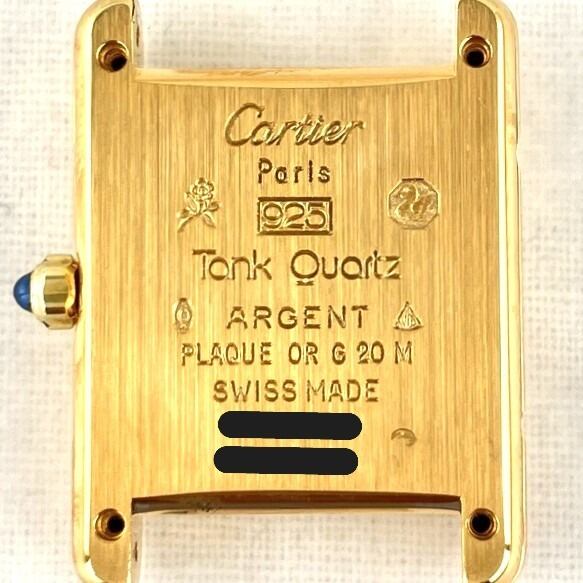 Cartier
Paris
925
Tank Quartz
ARGENT
PLAQUE OR G 20 M
SWISS MADE